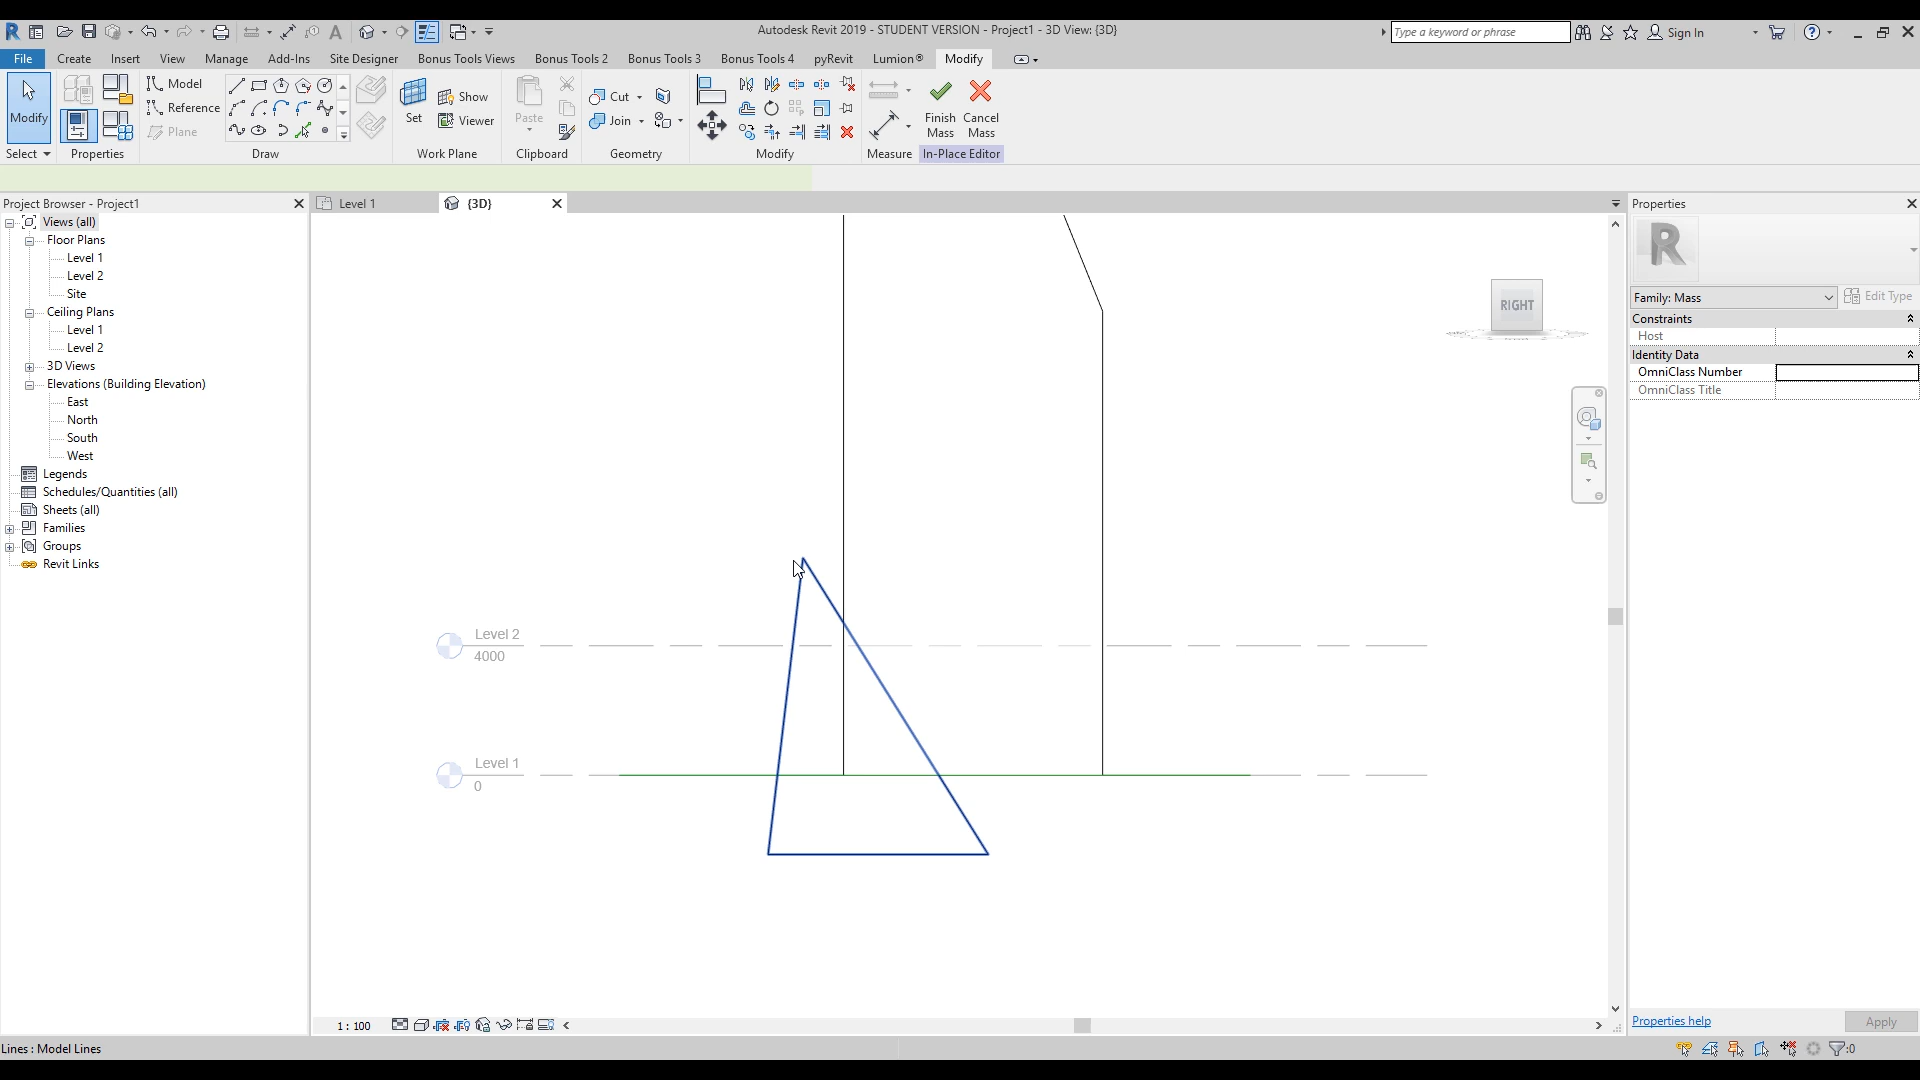 Autodesk Revit 2019 - STUDENT VERSION - Project1 - 3D View: {3D}
Type a keyword or phrase
Sign In
File Create Insert View Manage Add-Ins Site Designer Bonus Tools Views Bonus Tools 2 Bonus Tools 3 Bonus Tools 4 pyRevit Lumion® Modify
Modify
Model
Reference
Plane
Set
Show
Viewer
Paste
Cut
Join
Finish
Mass
Cancel
Mass
Select Properties Draw Work Plane Clipboard Geometry Modify Measure In-Place Editor
Project Browser - Project1
Level 1
{3D}
Properties
Views (all)
Floor Plans
Level 1
Level 2
Site
Ceiling Plans
Level 1
Level 2
3D Views
Elevations (Building Elevation)
East
North
South
West
Legends
Schedules/Quantities (all)
Sheets (all)
Families
Groups
Revit Links
RIGHT
Level 2
4000
Level 1
0
Family: Mass
Edit Type
Constraints
Host
Identity Data
OmniClass Number
OmniClass Title
1 : 100
Properties help
Apply
Lines : Model Lines
:0